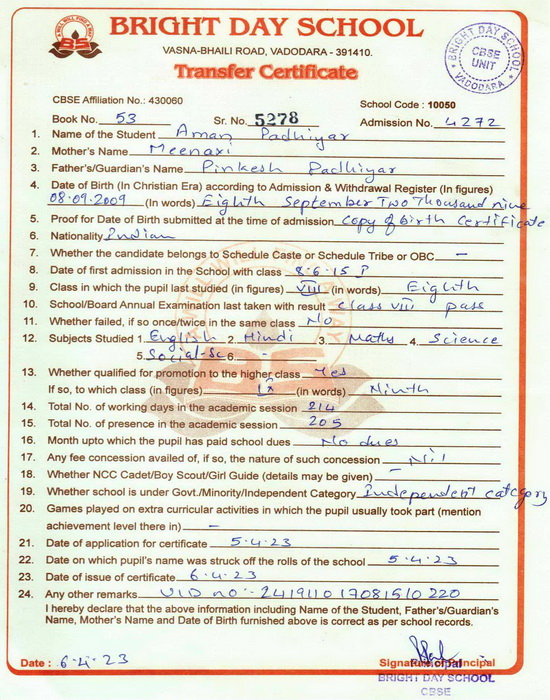 A WILL WILL FIND A WAY
BS
BRIGHT DAY SCHOOL
VASNA-BHAILI ROAD, VADODARA - 391410.
Transfer Certificate
BRIGHT DAY SCHOOL
CBSE
UNIT
VADODARA
CBSE Affiliation No.: 430060
School Code : 10050
Book No. 53 Sr. No. 5278 Admission No. 4272
1. Name of the Student Aman Padhiyar
2. Mother's Name Meenaxi
3. Father's/Guardian's Name Pinkesh Padhiyar
4. Date of Birth (In Christian Era) according to Admission & Withdrawal Register (In figures)
08.09.2009 (In words) Eighth September Two Thousand nine
5. Proof for Date of Birth submitted at the time of admission Copy of birth Certificate
6. Nationality Indian
7. Whether the candidate belongs to Schedule Caste or Schedule Tribe or OBC —
8. Date of first admission in the School with class 8.6.15 I
9. Class in which the pupil last studied (in figures) VIII (in words) Eighth
10. School/Board Annual Examination last taken with result Class VIII pass
11. Whether failed, if so once/twice in the same class No
12. Subjects Studied 1. English 2. Hindi 3. Maths 4. Science
5. Social-Sc 6. -
13. Whether qualified for promotion to the higher class Yes
If so, to which class (in figures) IX (in words) Ninth
14. Total No. of working days in the academic session 214
15. Total No. of presence in the academic session 205
16. Month upto which the pupil has paid school dues No dues
17. Any fee concession availed of, if so, the nature of such concession Nil
18. Whether NCC Cadet/Boy Scout/Girl Guide (details may be given) —
19. Whether school is under Govt./Minority/Independent Category Independent category
20. Games played on extra curricular activities in which the pupil usually took part (mention
achievement level there in) —
21. Date of application for certificate 5.4.23
22. Date on which pupil's name was struck off the rolls of the school 5.4.23
23. Date of issue of certificate 6.4.23
24. Any other remarks UID no:- 241911017081510220
I hereby declare that the above information including Name of the Student, Father's/Guardian's
Name, Mother's Name and Date of Birth furnished above is correct as per school records.
Date : 6.4.23
Signature of Principal
BRIGHT DAY SCHOOL
CBSE